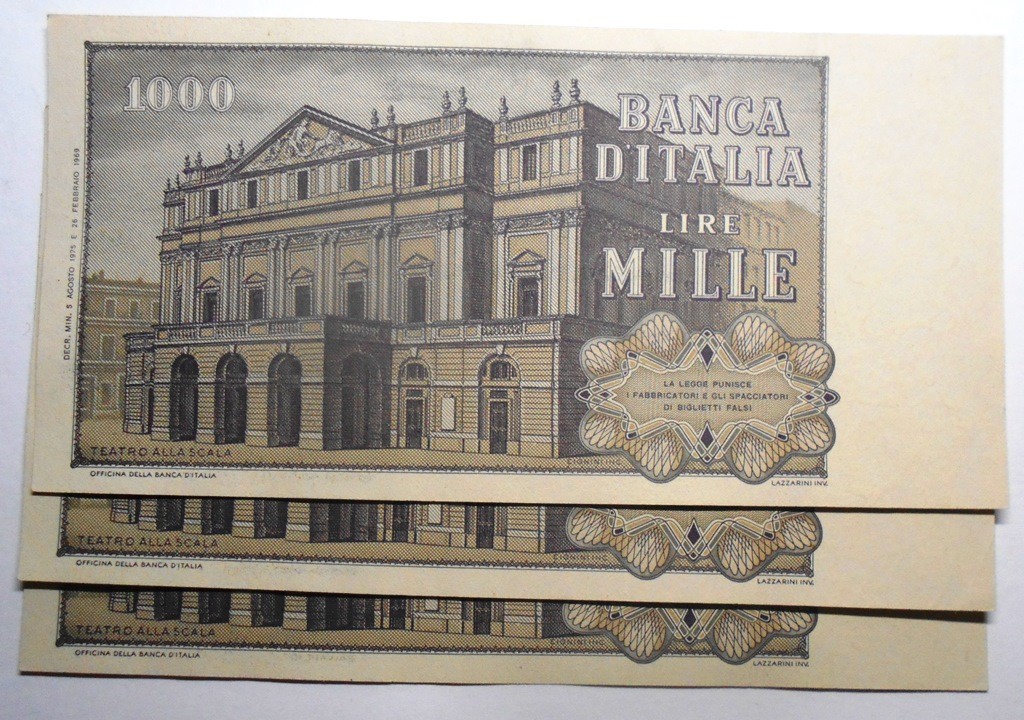 1000
BANCA
D'ITALIA
LIRE
MILLE
DECR. MIN. 5 AGOSTO 1975 E 26 FEBBRAIO 1969
LA LEGGE PUNISCE
I FABBRICATORI E GLI SPACCIATORI
DI BIGLIETTI FALSI
TEATRO ALLA SCALA
OFFICINA DELLA BANCA D'ITALIA
LAZZARINI INV.
TEATRO ALLA SCALA
OFFICINA DELLA BANCA D'ITALIA
LAZZARINI INV.
TEATRO ALLA SCALA
OFFICINA DELLA BANCA D'ITALIA
LAZZARINI INV.